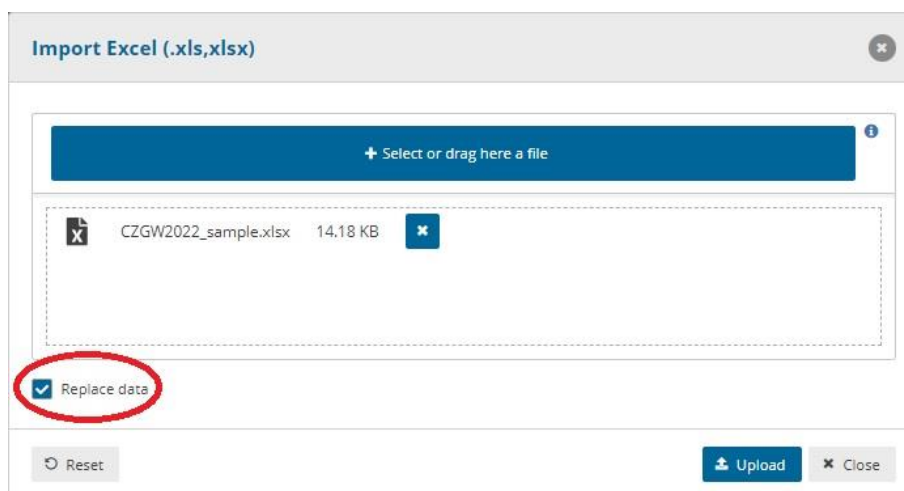 Import Excel (.xls,xlsx)
Select or drag here a file
CZGW2022_sample.xlsx 14.18 KB
Replace data
Reset
Upload
Close